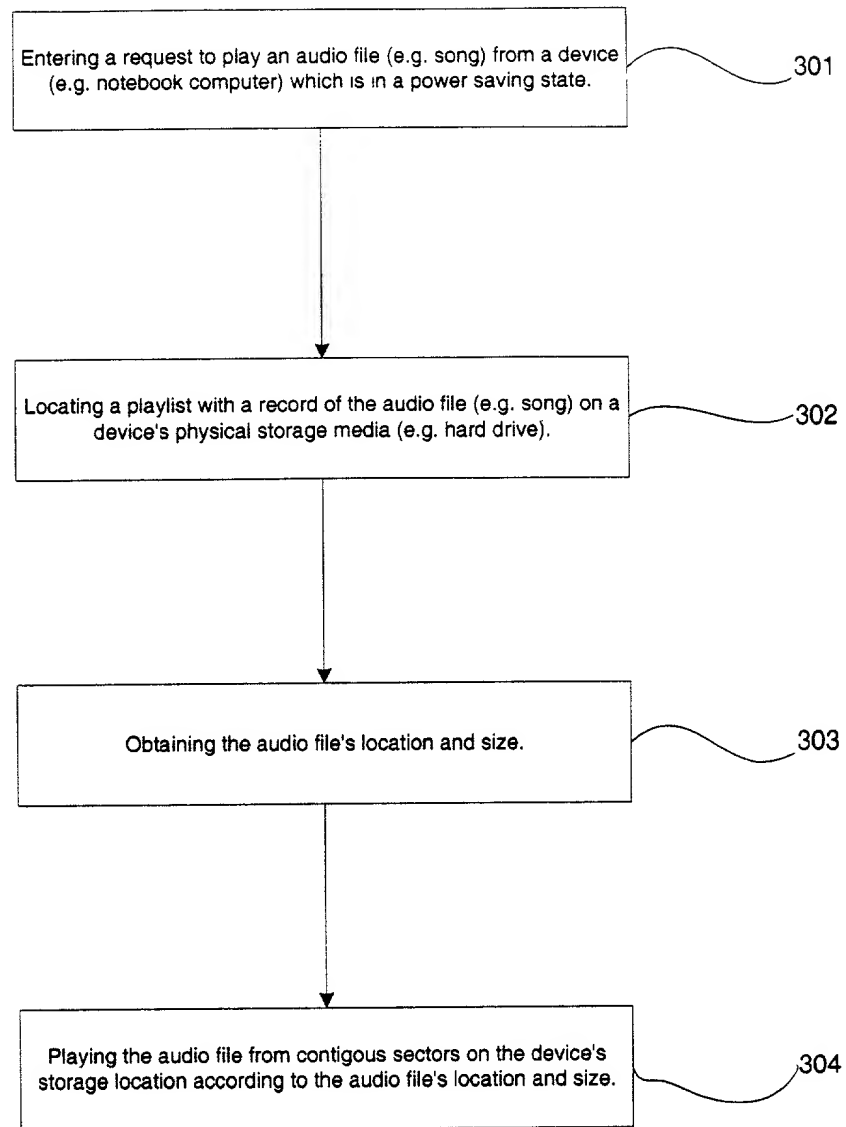 Entering a request to play an audio file (e.g. song) from a device
(e.g. notebook computer) which is in a power saving state.
301
Locating a playlist with a record of the audio file (e.g. song) on a
device's physical storage media (e.g. hard drive).
302
Obtaining the audio file's location and size.
303
Playing the audio file from contigous sectors on the device's
storage location according to the audio file's location and size.
304